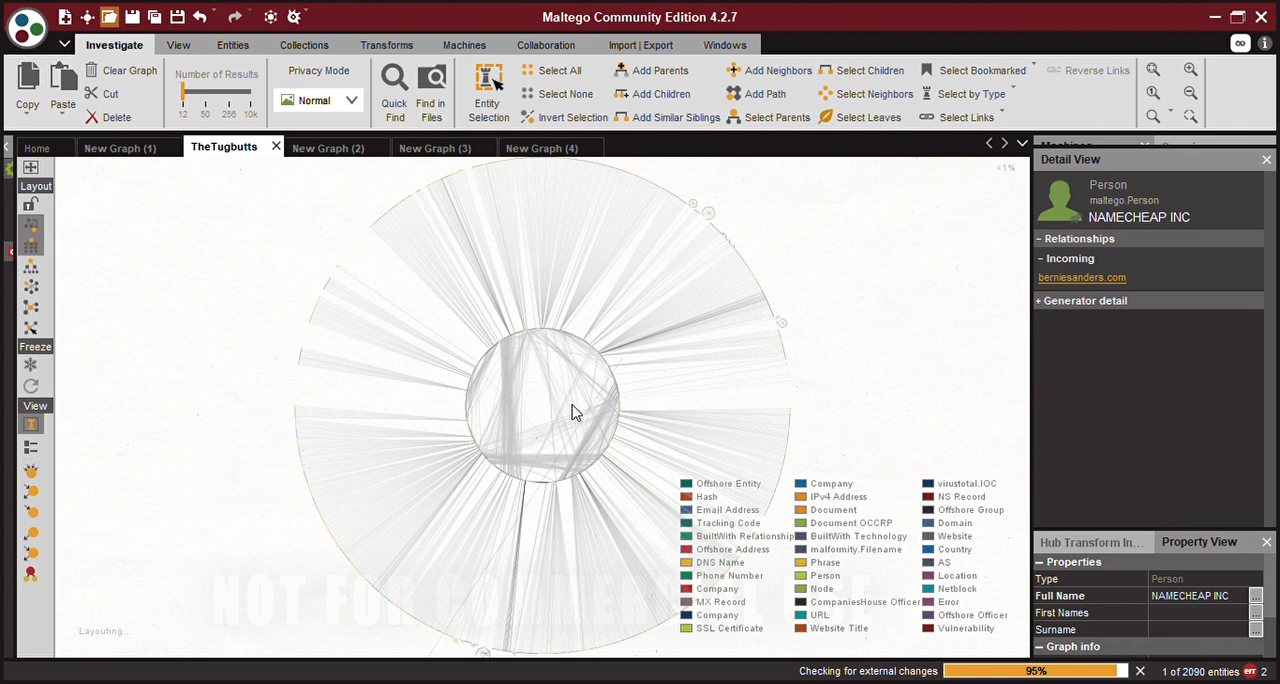 Maltego Community Edition 4.2.7
Investigate View Entities Collections Transforms Machines Collaboration Import | Export Windows
Copy
Paste
Clear Graph
Cut
Delete
Number of Results
12 50 256 10k
Privacy Mode
Normal
Quick Find
Find in Files
Entity Selection
Select All
Select None
Invert Selection
Add Parents
Add Children
Add Similar Siblings
Add Neighbors
Add Path
Select Parents
Select Children
Select Neighbors
Select Leaves
Select Bookmarked
Select by Type
Select Links
Reverse Links
Home New Graph (1) TheTugbutts New Graph (2) New Graph (3) New Graph (4)
Layout
Freeze
View
<1%
Offshore Entity Company virustotal.IOC
Hash IPv4 Address NS Record
Email Address Document Offshore Group
Tracking Code Document OCCRP Domain
BuiltWith Relationship BuiltWith Technology Website
Offshore Address malformity.Filename Country
DNS Name Phrase AS
Phone Number Person Location
Company Node Netblock
MX Record CompaniesHouse Officer Error
Company URL Offshore Officer
SSL Certificate Website Title Vulnerability
Layouting...
Machines
Detail View
Person
maltego.Person
NAMECHEAP INC
– Relationships
– Incoming
berniesanders.com
+ Generator detail
Hub Transform In... Property View
– Properties
Type Person
Full Name NAMECHEAP INC ...
First Names ...
Surname ...
– Graph info
Checking for external changes 95% 1 of 2090 entities err 2